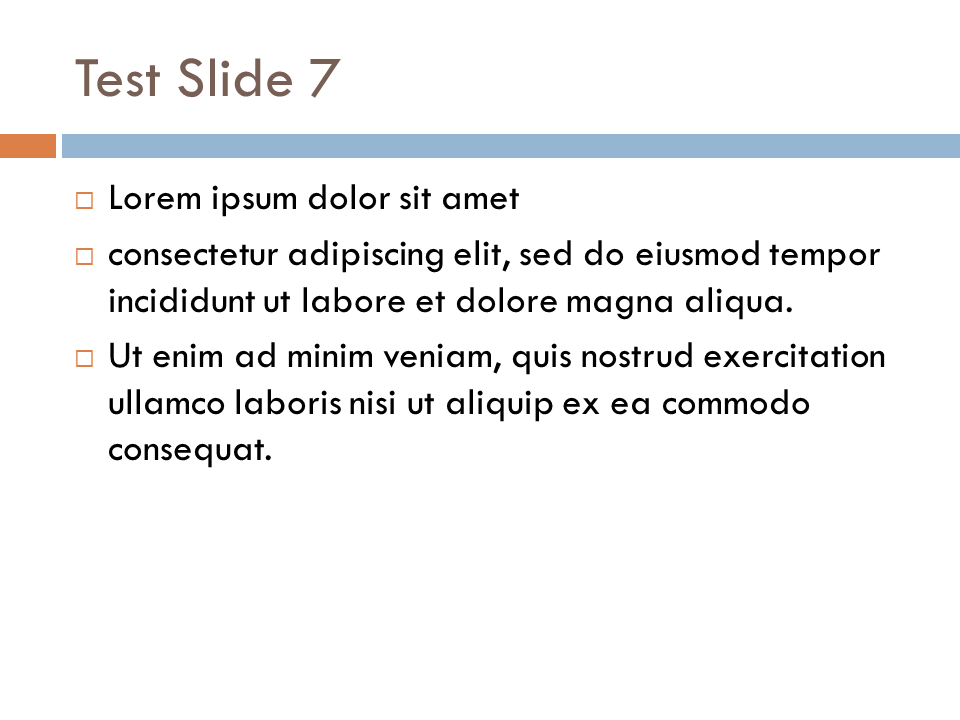 Test Slide 7
Lorem ipsum dolor sit amet
consectetur adipiscing elit, sed do eiusmod tempor
incididunt ut labore et dolore magna aliqua.
Ut enim ad minim veniam, quis nostrud exercitation
ullamco laboris nisi ut aliquip ex ea commodo
consequat.